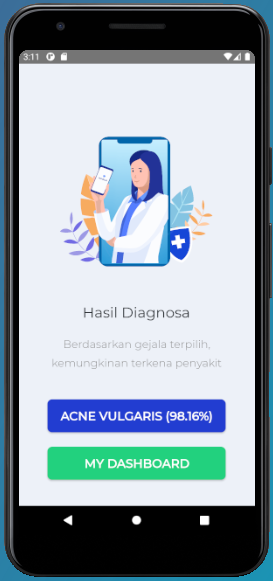 3:11
Hasil Diagnosa
Berdasarkan gejala terpilih,
kemungkinan terkena penyakit
ACNE VULGARIS (98.16%)
MY DASHBOARD